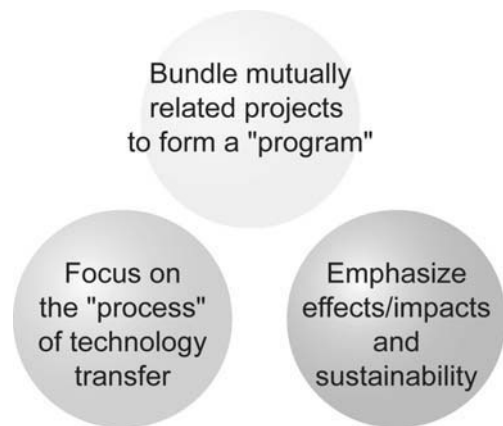 Bundle mutually
related projects
to form a "program"
Focus on
the "process"
of technology
transfer
Emphasize
effects/impacts
and
sustainability